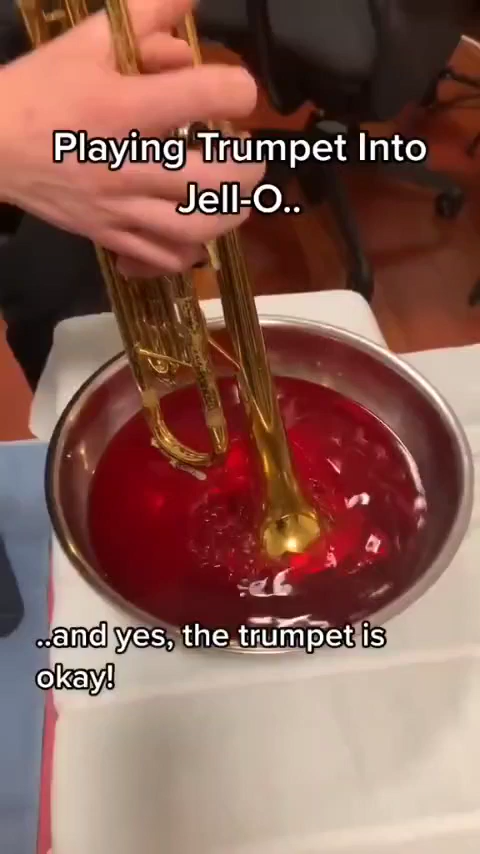 Playing Trumpet Into
Jell-O..
..and yes, the trumpet is
okay!